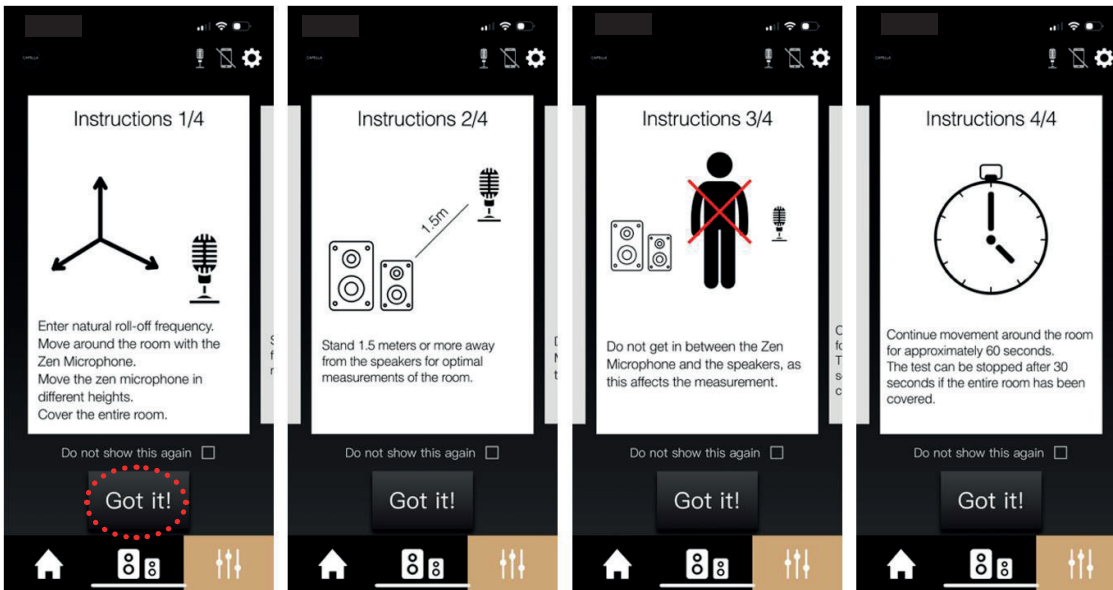 CAPELLA
Instructions 1/4
Enter natural roll-off frequency.
Move around the room with the
Zen Microphone.
Move the zen microphone in
different heights.
Cover the entire room.
Do not show this again
Got it!
CAPELLA
Instructions 2/4
1.5m
Stand 1.5 meters or more away
from the speakers for optimal
measurements of the room.
Do not show this again
Got it!
CAPELLA
Instructions 3/4
Do not get in between the Zen
Microphone and the speakers, as
this affects the measurement.
Do not show this again
Got it!
CAPELLA
Instructions 4/4
Continue movement around the room
for approximately 60 seconds.
The test can be stopped after 30
seconds if the entire room has been
covered.
Do not show this again
Got it!